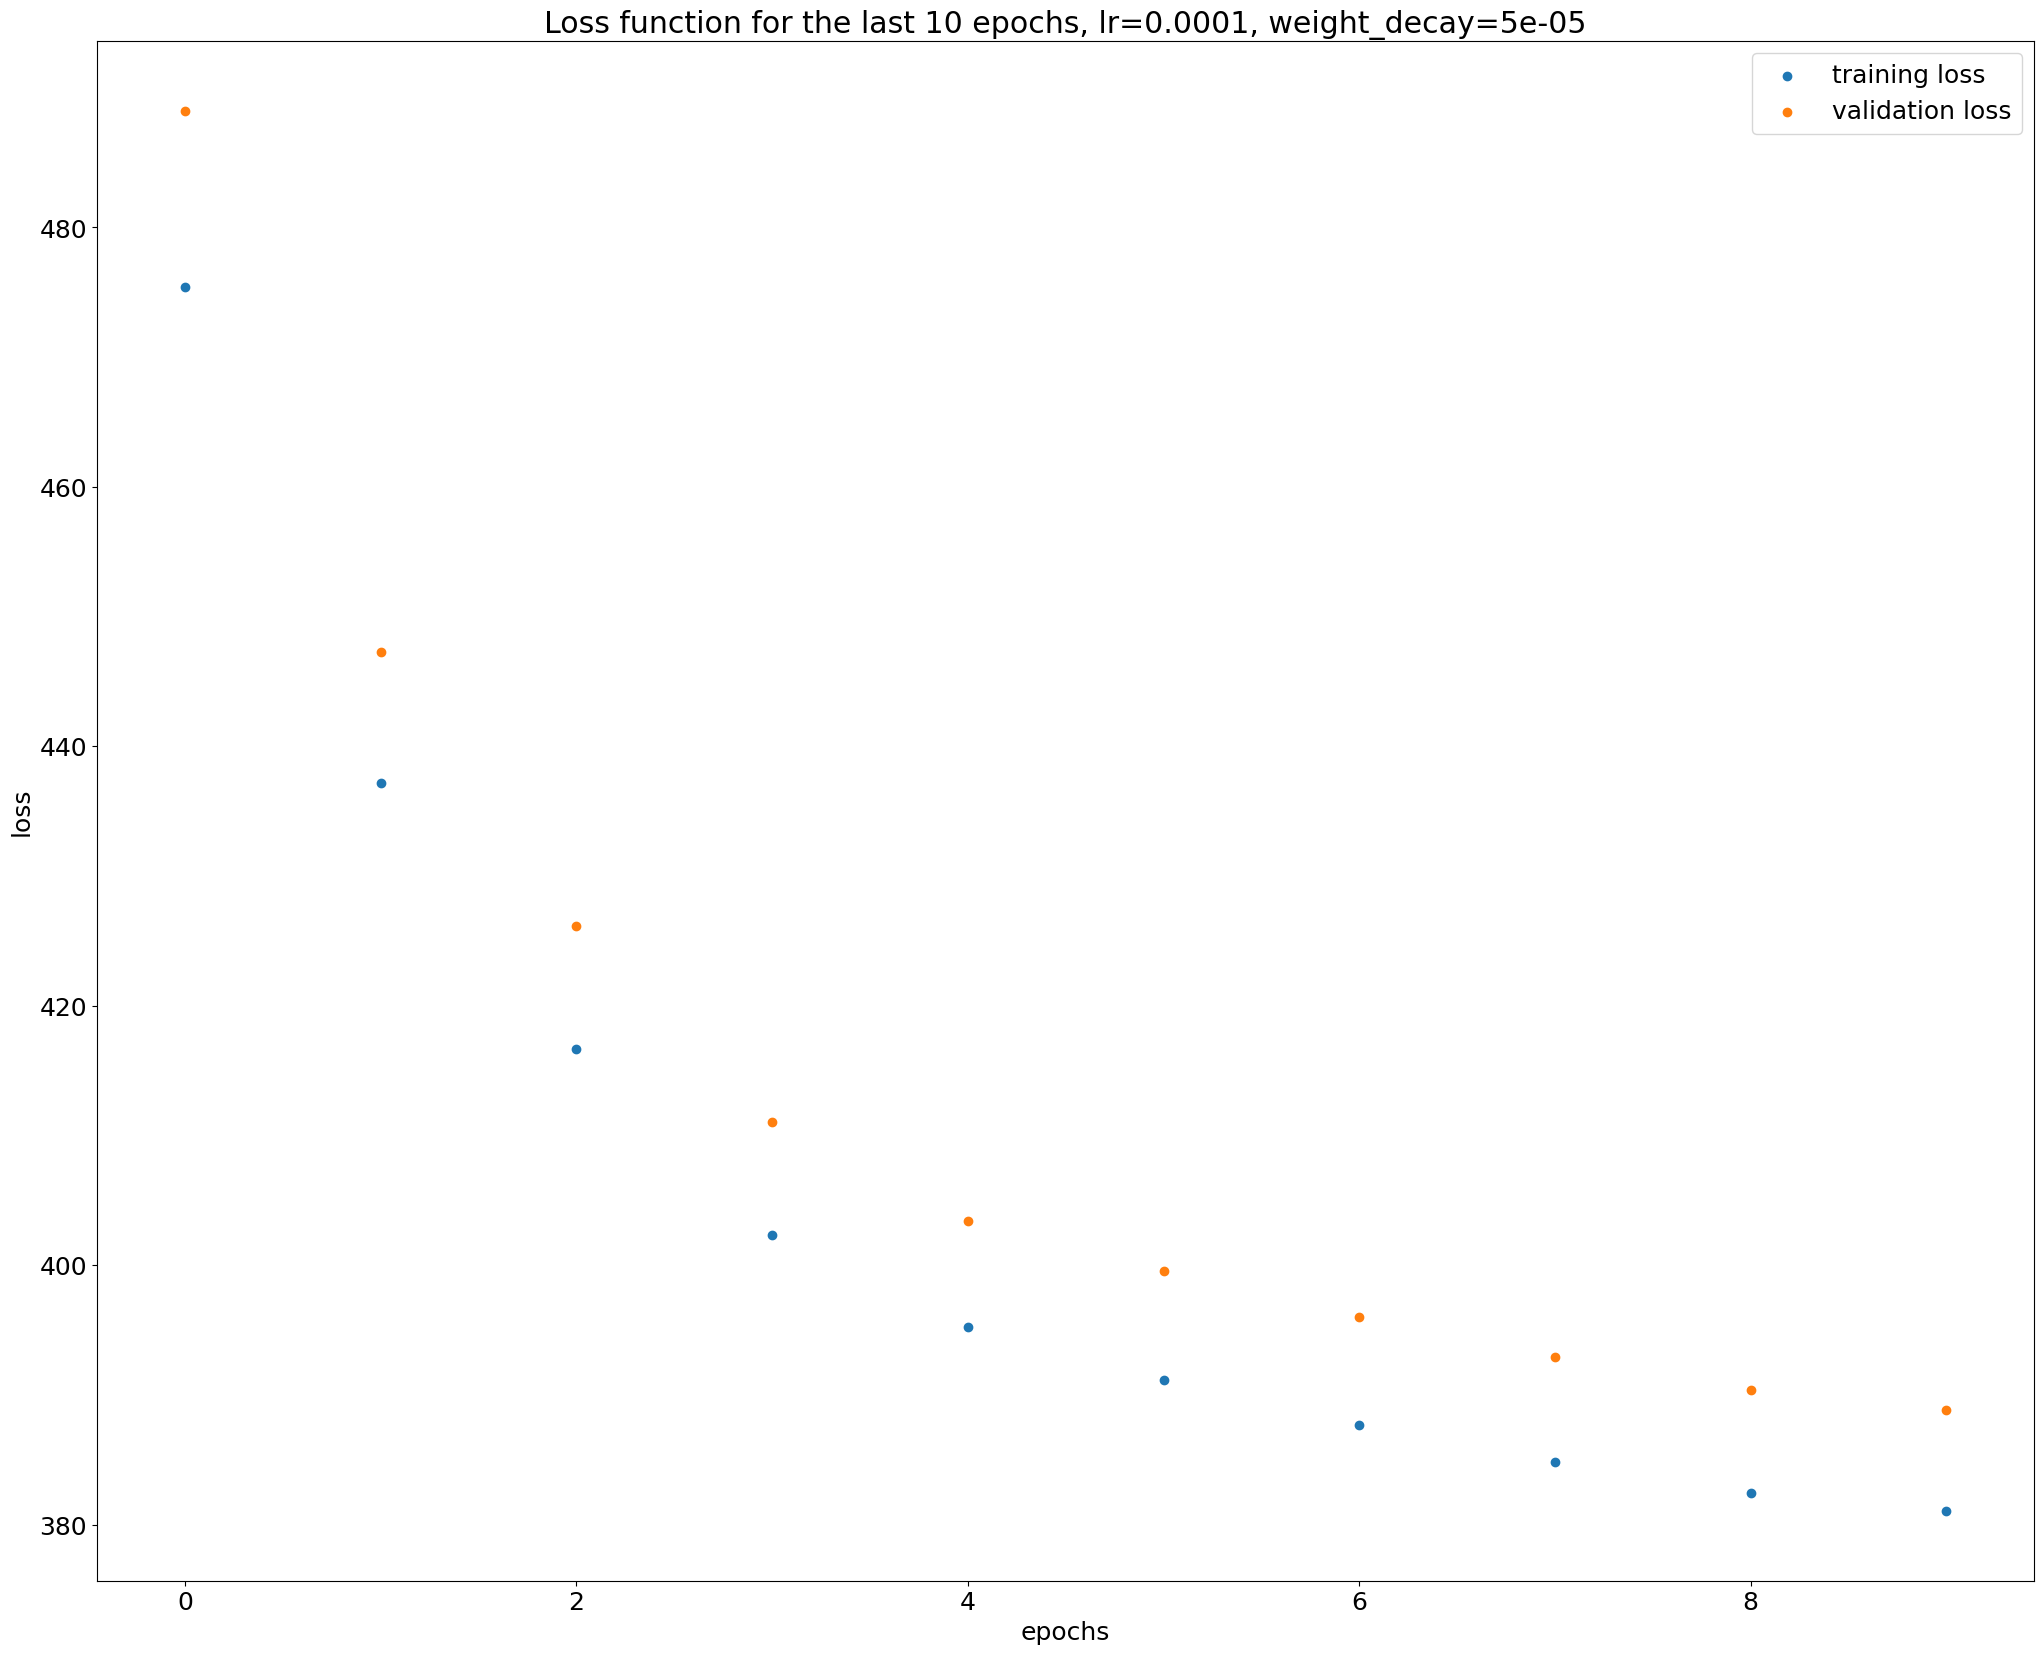 Loss function for the last 10 epochs, lr=0.0001, weight_decay=5e-05
training loss
validation loss
480
460
440
420
400
380
loss
0 2 4 6 8
epochs